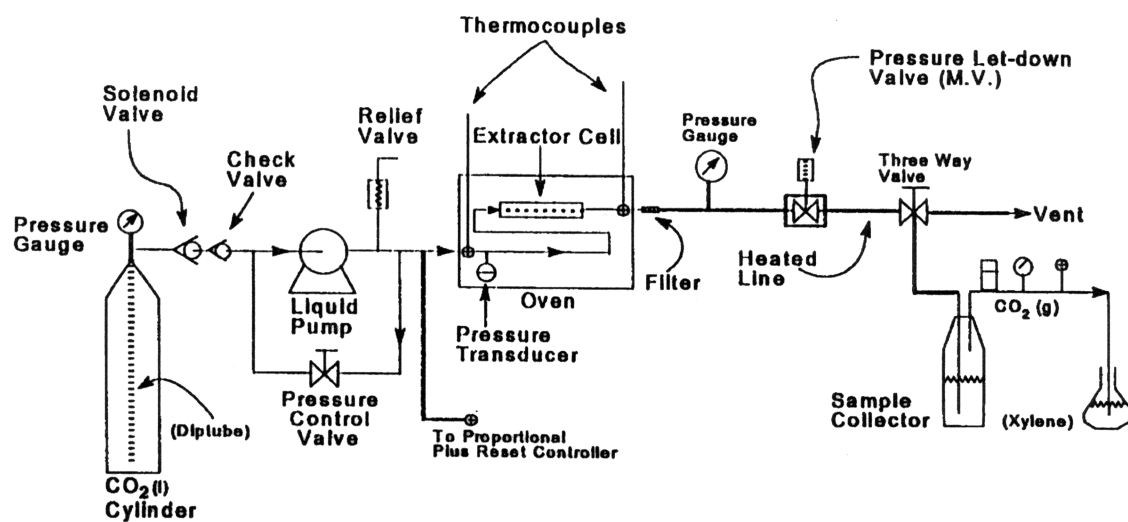 Thermocouples
Pressure Let-down
Valve (M.V.)
Solenoid
Valve
Relief
Valve
Extractor Cell
Pressure
Gauge
Check
Valve
Three Way
Valve
Pressure
Gauge
Vent
Heated
Line
Filter
Oven
Liquid
Pump
Pressure
Transducer
CO2 (g)
Sample
Collector
(Xylene)
Pressure
Control
Valve
(Diptube)
To Proportional
Plus Reset Controller
CO2(l)
Cylinder